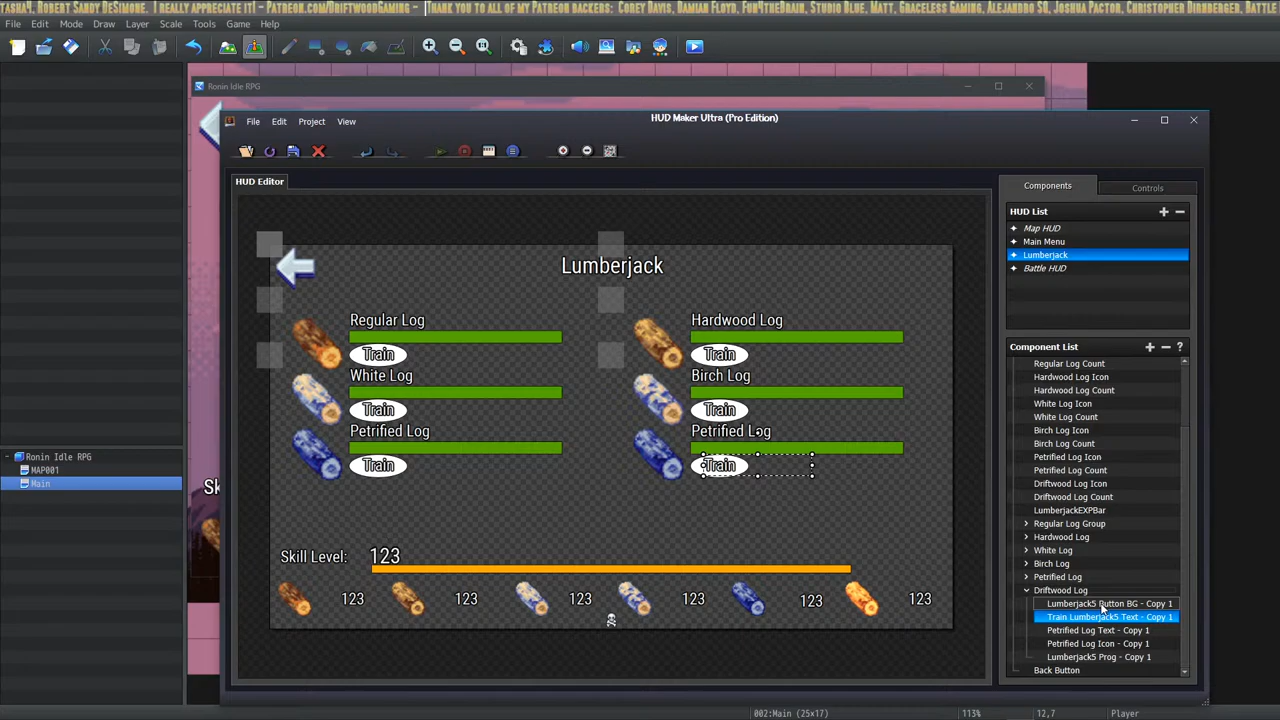 TASHA7, ROBERT SANDY DESIMONE. I REALLY APPRECIATE IT! - PATREON.COM/DRIFTWOODGAMING - THANK YOU TO ALL OF MY PATREON BACKERS: COREY DAVIS, DAMIAN FLOYD, FUNTHEBRAIN, STUDIO BLUE, MATT, GRACELESS GAMING, ALEJANDRO SQ, JOSHUA PACTOR, CHRISTOPHER DIRNBERGER, BATTLE
File Edit Mode Draw Layer Scale Tools Game Help
Ronin Idle RPG
HUD Maker Ultra (Pro Edition)
File Edit Project View
HUD Editor
Components Controls
HUD List
Map HUD
Main Menu
Lumberjack
Battle HUD
Lumberjack
Regular Log
Train
Hardwood Log
Train
White Log
Train
Birch Log
Train
Petrified Log
Train
Petrified Log
Train
Skill Level: 123
123 123 123 123 123 123
Component List ?
Regular Log Count
Hardwood Log Icon
Hardwood Log Count
White Log Icon
White Log Count
Birch Log Icon
Birch Log Count
Petrified Log Icon
Petrified Log Count
Driftwood Log Icon
Driftwood Log Count
LumberjackEXPBar
Regular Log Group
Hardwood Log
White Log
Birch Log
Petrified Log
Driftwood Log
Lumberjack5 Button BG - Copy 1
Train Lumberjack5 Text - Copy 1
Petrified Log Text - Copy 1
Petrified Log Icon - Copy 1
Lumberjack5 Prog - Copy 1
Back Button
Ronin Idle RPG
MAP001
Main
Sk
002:Main (25x17) 113% 12,7 Player